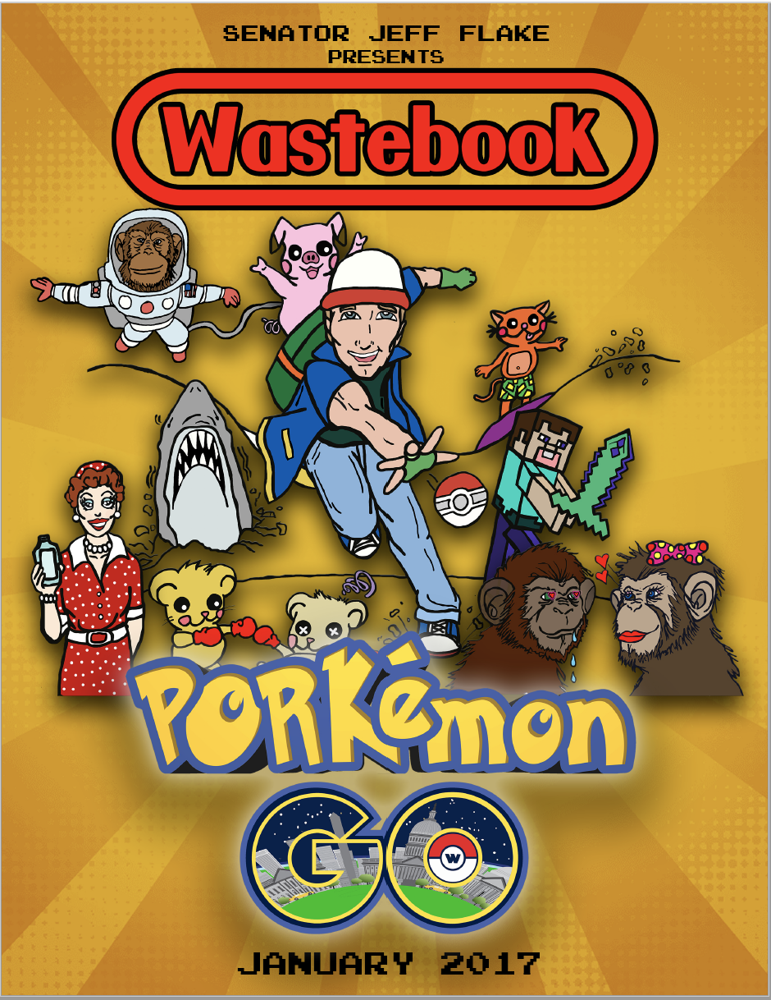 SENATOR JEFF FLAKE
PRESENTS
Wastebook
PORKémon
GO
W
JANUARY 2017